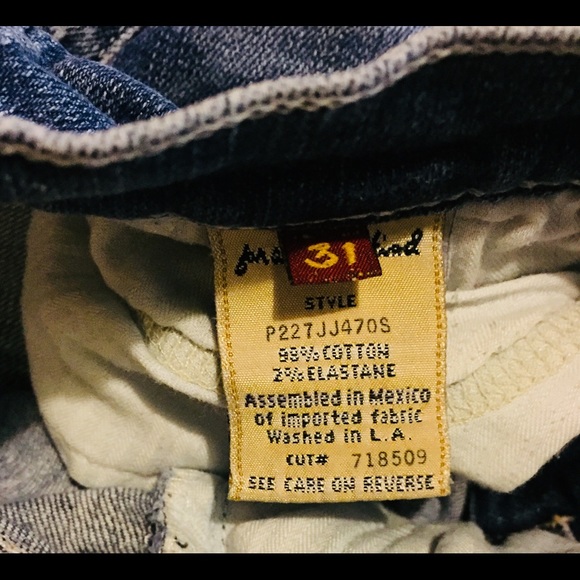 31
STYLE
P227JJ470S
98% COTTON
2% ELASTANE
Assembled in Mexico
of imported fabric
Washed in L.A.
CUT# 718509
SEE CARE ON REVERSE